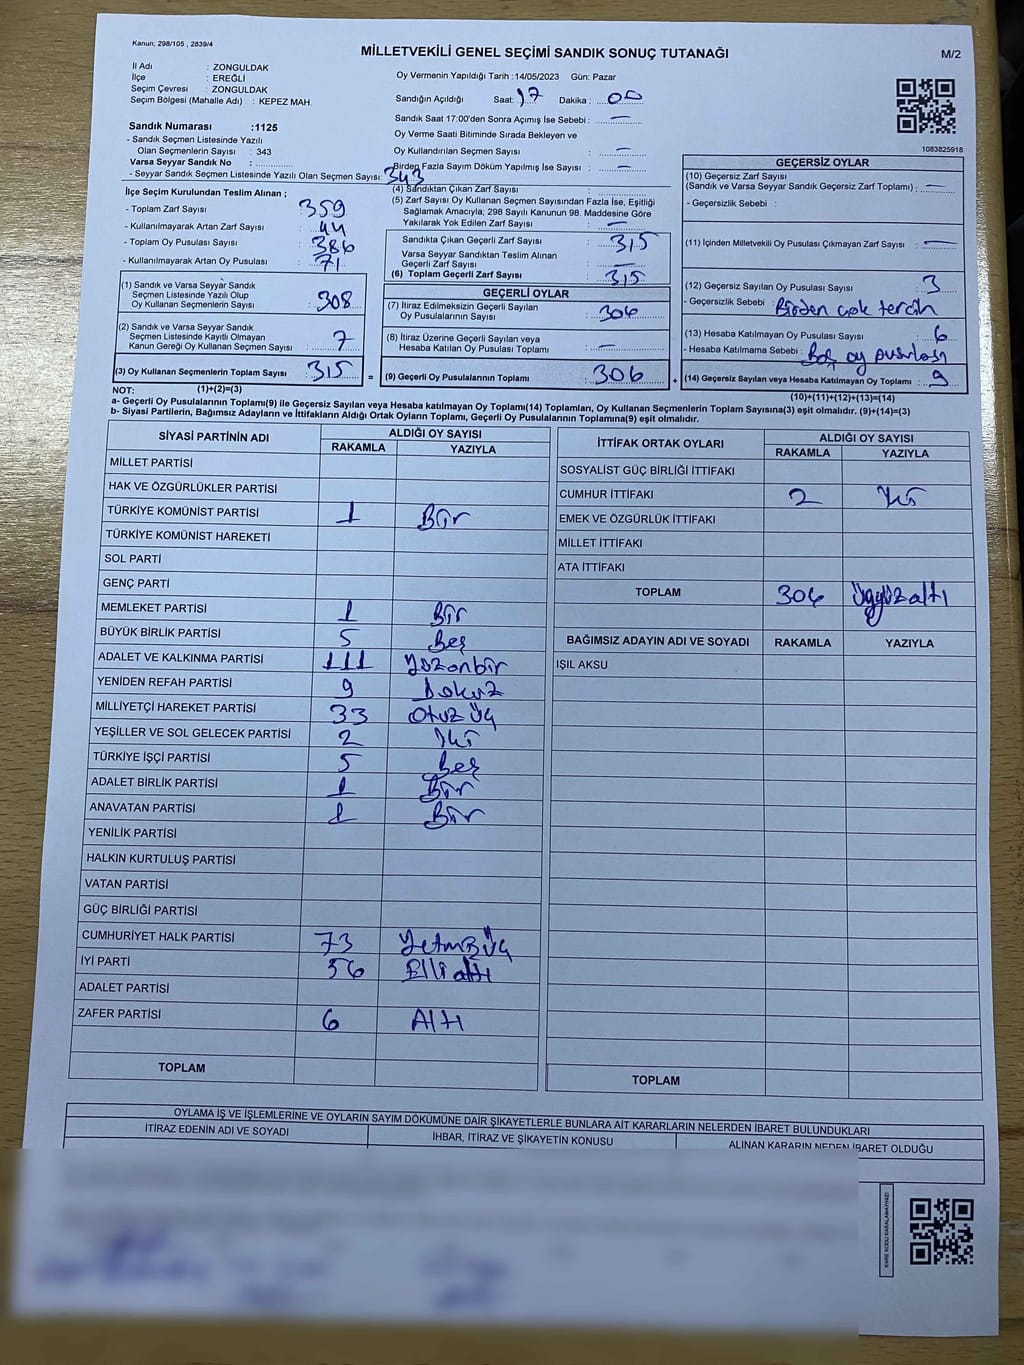 Kanun; 298/105 , 2839/4
MİLLETVEKİLİ GENEL SEÇİMİ SANDIK SONUÇ TUTANAĞI
M/2
İl Adı : ZONGULDAK
İlçe : EREĞLİ
Seçim Çevresi : ZONGULDAK
Seçim Bölgesi (Mahalle Adı) : KEPEZ MAH.
Sandık Numarası :1125
- Sandık Seçmen Listesinde Yazılı
Olan Seçmenlerin Sayısı : 343
Varsa Seyyar Sandık No :
- Seyyar Sandık Seçmen Listesinde Yazılı Olan Seçmen Sayısı: 343
Oy Vermenin Yapıldığı Tarih :14/05/2023 Gün: Pazar
Sandığın Açıldığı Saat: 17 Dakika : 00
Sandık Saat 17:00'den Sonra Açımış İse Sebebi : —
Oy Verme Saati Bitiminde Sırada Bekleyen ve
Oy Kullandırılan Seçmen Sayısı : —
Birden Fazla Sayım Döküm Yapılmış İse Sayısı : —
1083825918
İlçe Seçim Kurulundan Teslim Alınan ;
- Toplam Zarf Sayısı : 359
- Kullanılmayarak Artan Zarf Sayısı : 44
- Toplam Oy Pusulası Sayısı : 386
- Kullanılmayarak Artan Oy Pusulası : 71
(1) Sandık ve Varsa Seyyar Sandık
Seçmen Listesinde Yazılı Olup
Oy Kullanan Seçmenlerin Sayısı : 308
(2) Sandık ve Varsa Seyyar Sandık
Seçmen Listesinde Kayıtlı Olmayan
Kanun Gereği Oy Kullanan Seçmen Sayısı : 7
(3) Oy Kullanan Seçmenlerin Toplam Sayısı : 315
(4) Sandıktan Çıkan Zarf Sayısı :
(5) Zarf Sayısı Oy Kullanan Seçmen Sayısından Fazla İse, Eşitliği
Sağlamak Amacıyla; 298 Sayılı Kanunun 98. Maddesine Göre
Yakılarak Yok Edilen Zarf Sayısı : —
Sandıkta Çıkan Geçerli Zarf Sayısı : 315
Varsa Seyyar Sandıktan Teslim Alınan
Geçerli Zarf Sayısı : —
(6) Toplam Geçerli Zarf Sayısı : 315
GEÇERLİ OYLAR
(7) İtiraz Edilmeksizin Geçerli Sayılan
Oy Pusulalarının Sayısı : 306
(8) İtiraz Üzerine Geçerli Sayılan veya
Hesaba Katılan Oy Pusulası Toplamı : —
= (9) Geçerli Oy Pusulalarının Toplamı : 306
GEÇERSİZ OYLAR
(10) Geçersiz Zarf Sayısı
(Sandık ve Varsa Seyyar Sandık Geçersiz Zarf Toplamı) : —
- Geçersizlik Sebebi :
(11) İçinden Milletvekili Oy Pusulası Çıkmayan Zarf Sayısı : —
(12) Geçersiz Sayılan Oy Pusulası Sayısı : 3
- Geçersizlik Sebebi : Birden çok tercih
(13) Hesaba Katılmayan Oy Pusulası Sayısı : 6
- Hesaba Katılmama Sebebi : Boş oy pusulası
+ (14) Geçersiz Sayılan veya Hesaba Katılmayan Oy Toplamı : 9
NOT: (1)+(2)=(3)
(10)+(11)+(12)+(13)=(14)
a- Geçerli Oy Pusulalarının Toplamı(9) ile Geçersiz Sayılan veya Hesaba katılmayan Oy Toplamı(14) Toplamları, Oy Kullanan Seçmenlerin Toplam Sayısına(3) eşit olmalıdır. (9)+(14)=(3)
b- Siyasi Partilerin, Bağımsız Adayların ve İttifakların Aldığı Ortak Oyların Toplamı, Geçerli Oy Pusulalarının Toplamına(9) eşit olmalıdır.
SİYASİ PARTİNİN ADI ALDIĞI OY SAYISI
RAKAMLA YAZIYLA
MİLLET PARTİSİ
HAK VE ÖZGÜRLÜKLER PARTİSİ
TÜRKİYE KOMÜNİST PARTİSİ 1 Bir
TÜRKİYE KOMÜNİST HAREKETİ
SOL PARTİ
GENÇ PARTİ
MEMLEKET PARTİSİ 1 Bir
BÜYÜK BİRLİK PARTİSİ 5 Beş
ADALET VE KALKINMA PARTİSİ 111 Yüzonbir
YENİDEN REFAH PARTİSİ 9 Dokuz
MİLLİYETÇİ HAREKET PARTİSİ 33 Otuz üç
YEŞİLLER VE SOL GELECEK PARTİSİ 2 İki
TÜRKİYE İŞÇİ PARTİSİ 5 Beş
ADALET BİRLİK PARTİSİ 1 Bir
ANAVATAN PARTİSİ 1 Bir
YENİLİK PARTİSİ
HALKIN KURTULUŞ PARTİSİ
VATAN PARTİSİ
GÜÇ BİRLİĞİ PARTİSİ
CUMHURİYET HALK PARTİSİ 73 Yetmişüç
İYİ PARTİ 56 Elli altı
ADALET PARTİSİ
ZAFER PARTİSİ 6 Altı
TOPLAM
İTTİFAK ORTAK OYLARI ALDIĞI OY SAYISI
RAKAMLA YAZIYLA
SOSYALİST GÜÇ BİRLİĞİ İTTİFAKI
CUMHUR İTTİFAKI 2 İki
EMEK VE ÖZGÜRLÜK İTTİFAKI
MİLLET İTTİFAKI
ATA İTTİFAKI
TOPLAM 306 Üçyüzaltı
BAĞIMSIZ ADAYIN ADI VE SOYADI RAKAMLA YAZIYLA
IŞIL AKSU
TOPLAM
OYLAMA İŞ VE İŞLEMLERİNE VE OYLARIN SAYIM DÖKÜMÜNE DAİR ŞİKAYETLERLE BUNLARA AİT KARARLARIN NELERDEN İBARET BULUNDUKLARI
İTİRAZ EDENİN ADI VE SOYADI İHBAR, İTİRAZ VE ŞİKAYETİN KONUSU ALINAN KARARIN NEDEN İBARET OLDUĞU
KARE KODU KARALAMAYINIZ!